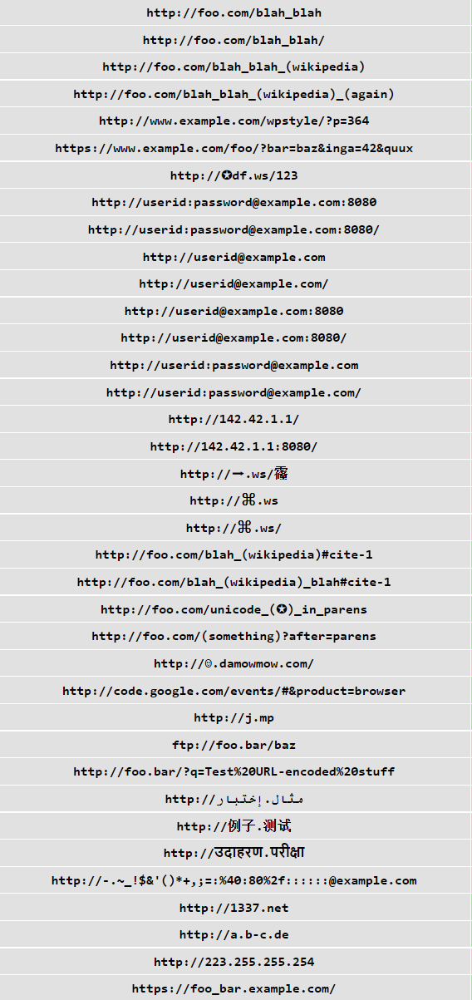 http://foo.com/blah_blah
http://foo.com/blah_blah/
http://foo.com/blah_blah_(wikipedia)
http://foo.com/blah_blah_(wikipedia)_(again)
http://www.example.com/wpstyle/?p=364
https://www.example.com/foo/?bar=baz&inga=42&quux
http://✪df.ws/123
http://userid:password@example.com:8080
http://userid:password@example.com:8080/
http://userid@example.com
http://userid@example.com/
http://userid@example.com:8080
http://userid@example.com:8080/
http://userid:password@example.com
http://userid:password@example.com/
http://142.42.1.1/
http://142.42.1.1:8080/
http://➡.ws/䨹
http://⌘.ws
http://⌘.ws/
http://foo.com/blah_(wikipedia)#cite-1
http://foo.com/blah_(wikipedia)_blah#cite-1
http://foo.com/unicode_(✪)_in_parens
http://foo.com/(something)?after=parens
http://☺.damowmow.com/
http://code.google.com/events/#&product=browser
http://j.mp
ftp://foo.bar/baz
http://foo.bar/?q=Test%20URL-encoded%20stuff
http://مثال.إختبار
http://例子.测试
http://उदाहरण.परीक्षा
http://-.~_!$&'()*+,;=:%40:80%2f::::::@example.com
http://1337.net
http://a.b-c.de
http://223.255.255.254
https://foo_bar.example.com/